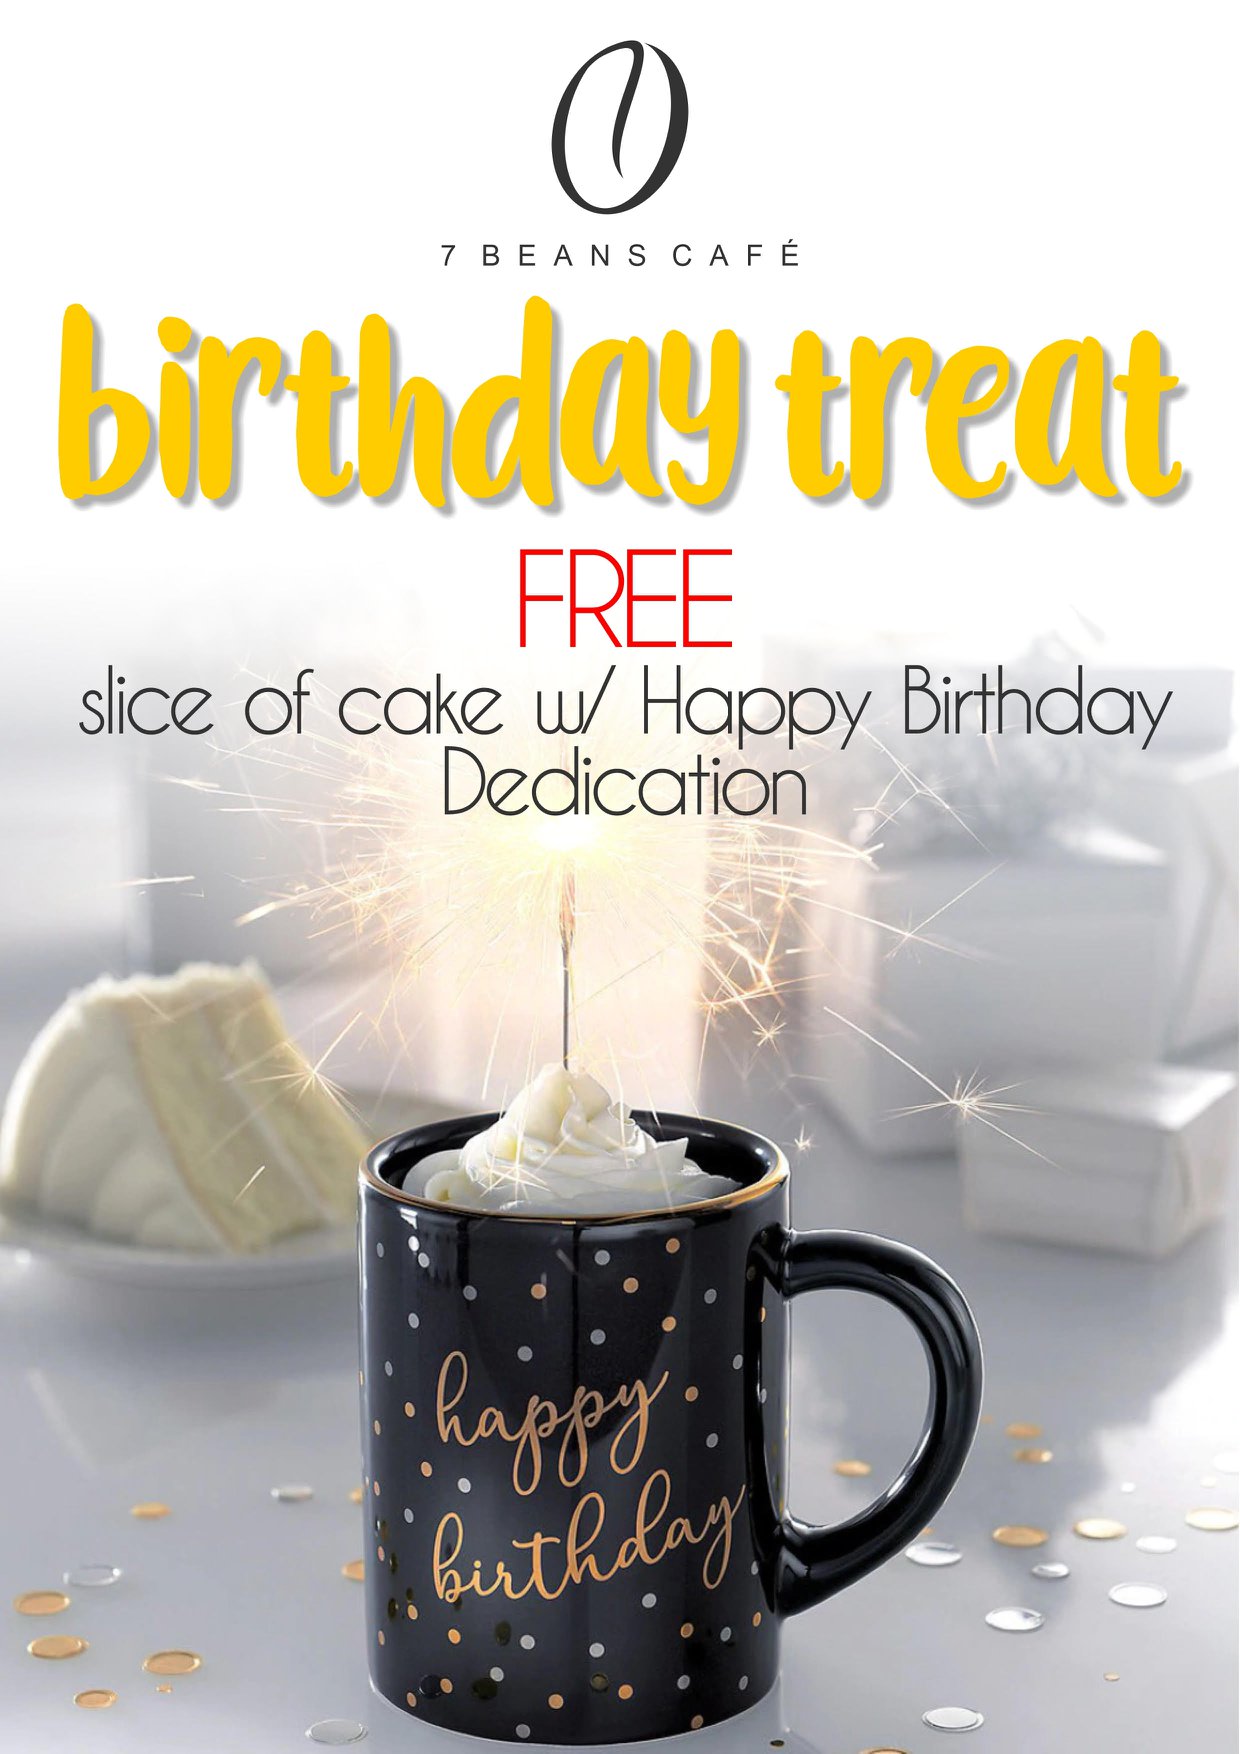 7 BEANS CAFÉ
birthday treat
FREE
slice of cake w/ Happy Birthday
Dedication
happy
birthday